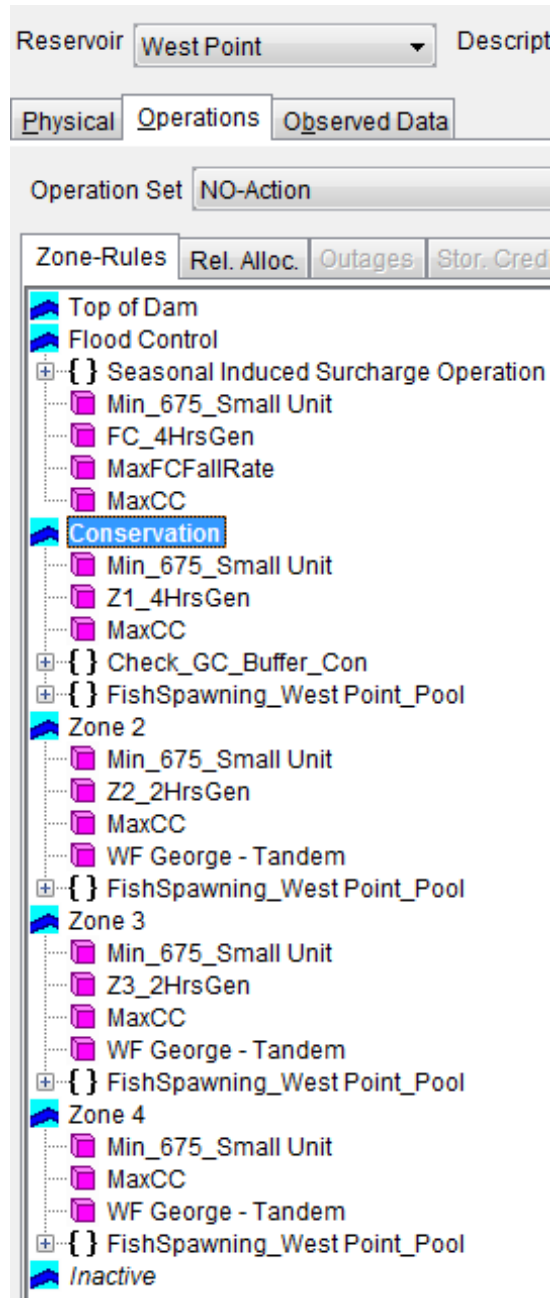 Reservoir West Point Descript
Physical Operations Observed Data
Operation Set NO-Action
Zone-Rules Rel. Alloc. Outages Stor. Cred
Top of Dam
Flood Control
{ } Seasonal Induced Surcharge Operation
Min_675_Small Unit
FC_4HrsGen
MaxFCFallRate
MaxCC
Conservation
Min_675_Small Unit
Z1_4HrsGen
MaxCC
{ } Check_GC_Buffer_Con
{ } FishSpawning_West Point_Pool
Zone 2
Min_675_Small Unit
Z2_2HrsGen
MaxCC
WF George - Tandem
{ } FishSpawning_West Point_Pool
Zone 3
Min_675_Small Unit
Z3_2HrsGen
MaxCC
WF George - Tandem
{ } FishSpawning_West Point_Pool
Zone 4
Min_675_Small Unit
MaxCC
WF George - Tandem
{ } FishSpawning_West Point_Pool
Inactive